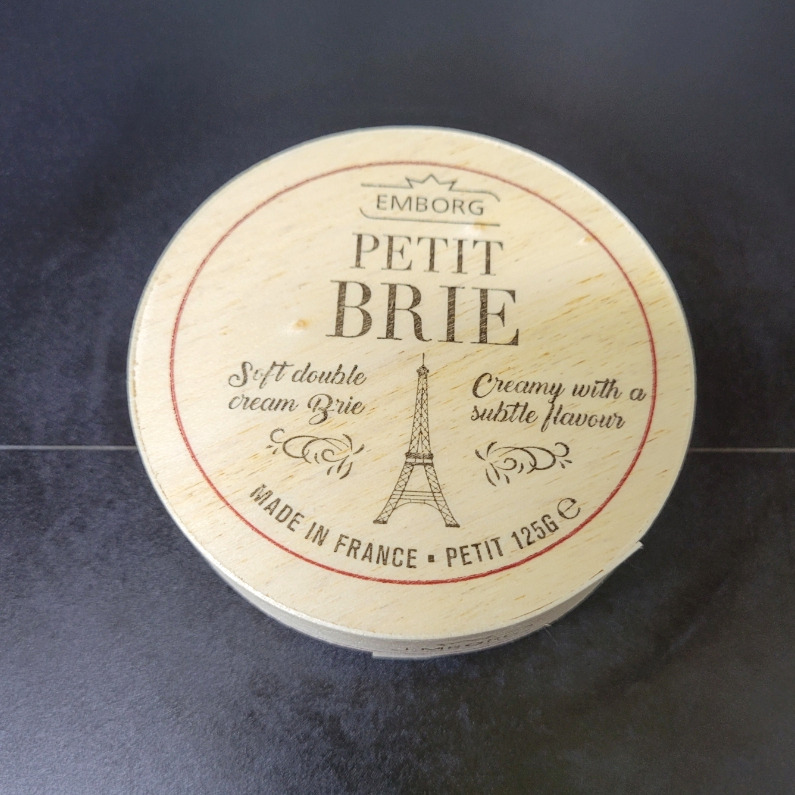 EMBORG
PETIT
BRIE
Soft double
cream Brie
Creamy with a
subtle flavour
MADE IN FRANCE ▪ PETIT 125G ℮